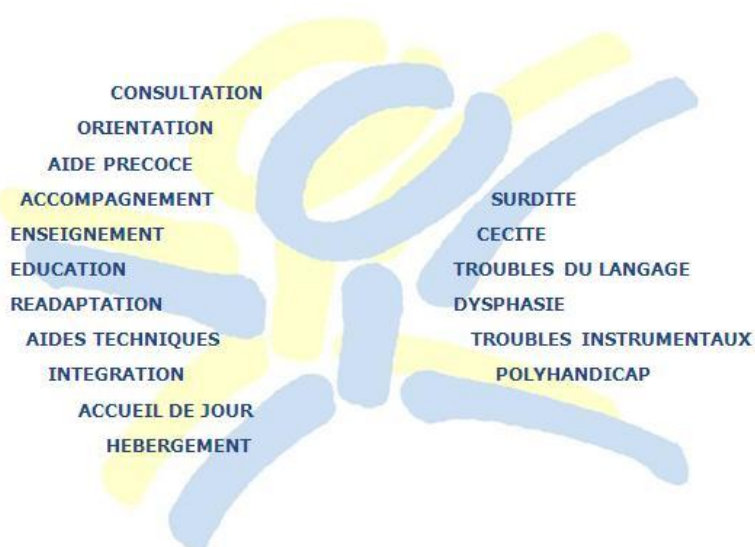 CONSULTATION
ORIENTATION
AIDE PRECOCE
ACCOMPAGNEMENT
ENSEIGNEMENT
EDUCATION
READAPTATION
AIDES TECHNIQUES
INTEGRATION
ACCUEIL DE JOUR
HEBERGEMENT
SURDITE
CECITE
TROUBLES DU LANGAGE
DYSPHASIE
TROUBLES INSTRUMENTAUX
POLYHANDICAP